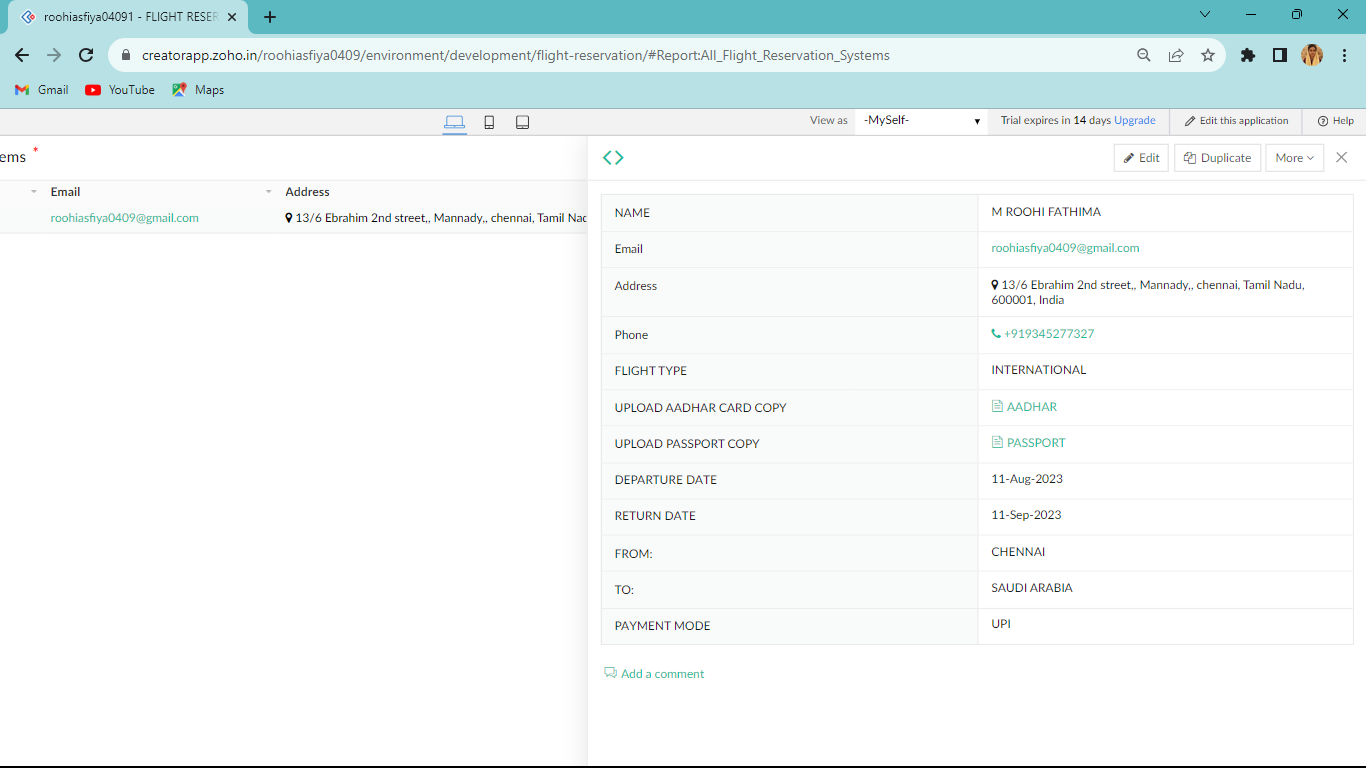 roohiasfiya04091 - FLIGHT RESER
creatorapp.zoho.in/roohiasfiya0409/environment/development/flight-reservation/#Report:All_Flight_Reservation_Systems
Gmail YouTube Maps
View as -MySelf- Trial expires in 14 days Upgrade Edit this application Help
ems *
Edit Duplicate More
Email Address
roohiasfiya0409@gmail.com 13/6 Ebrahim 2nd street,, Mannady,, chennai, Tamil Nad
NAME M ROOHI FATHIMA
Email roohiasfiya0409@gmail.com
Address 13/6 Ebrahim 2nd street,, Mannady,, chennai, Tamil Nadu,
600001, India
Phone +919345277327
FLIGHT TYPE INTERNATIONAL
UPLOAD AADHAR CARD COPY AADHAR
UPLOAD PASSPORT COPY PASSPORT
DEPARTURE DATE 11-Aug-2023
RETURN DATE 11-Sep-2023
FROM: CHENNAI
TO: SAUDI ARABIA
PAYMENT MODE UPI
Add a comment